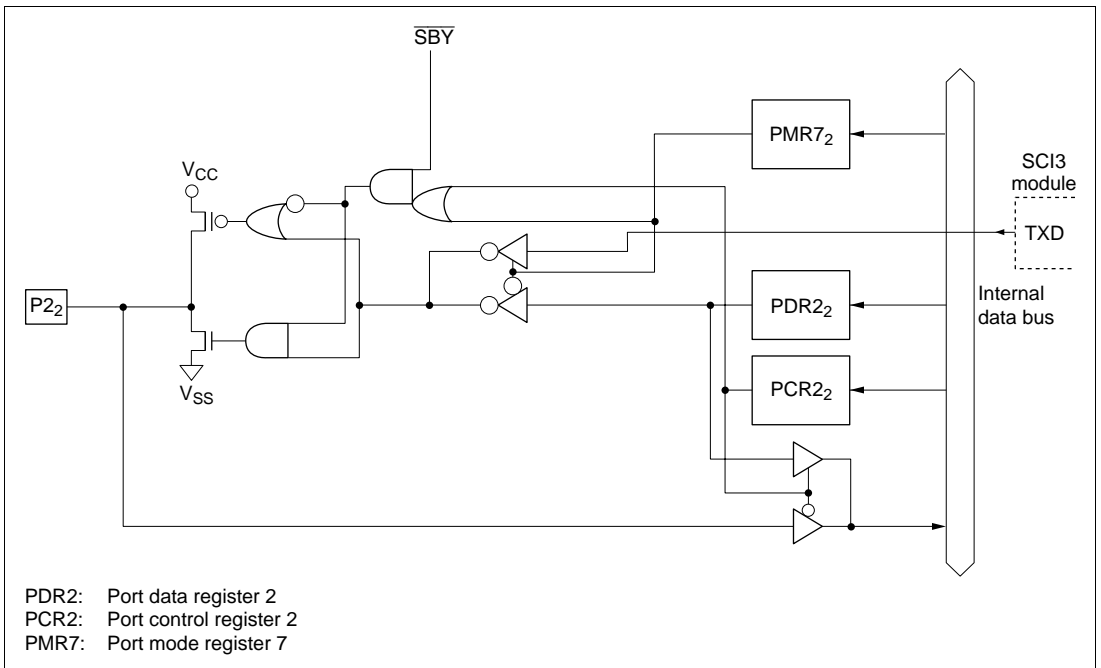 SBY
PMR7₂
V_CC
SCI3
module
TXD
P2₂
PDR2₂
Internal
data bus
PCR2₂
V_SS
PDR2: Port data register 2
PCR2: Port control register 2
PMR7: Port mode register 7